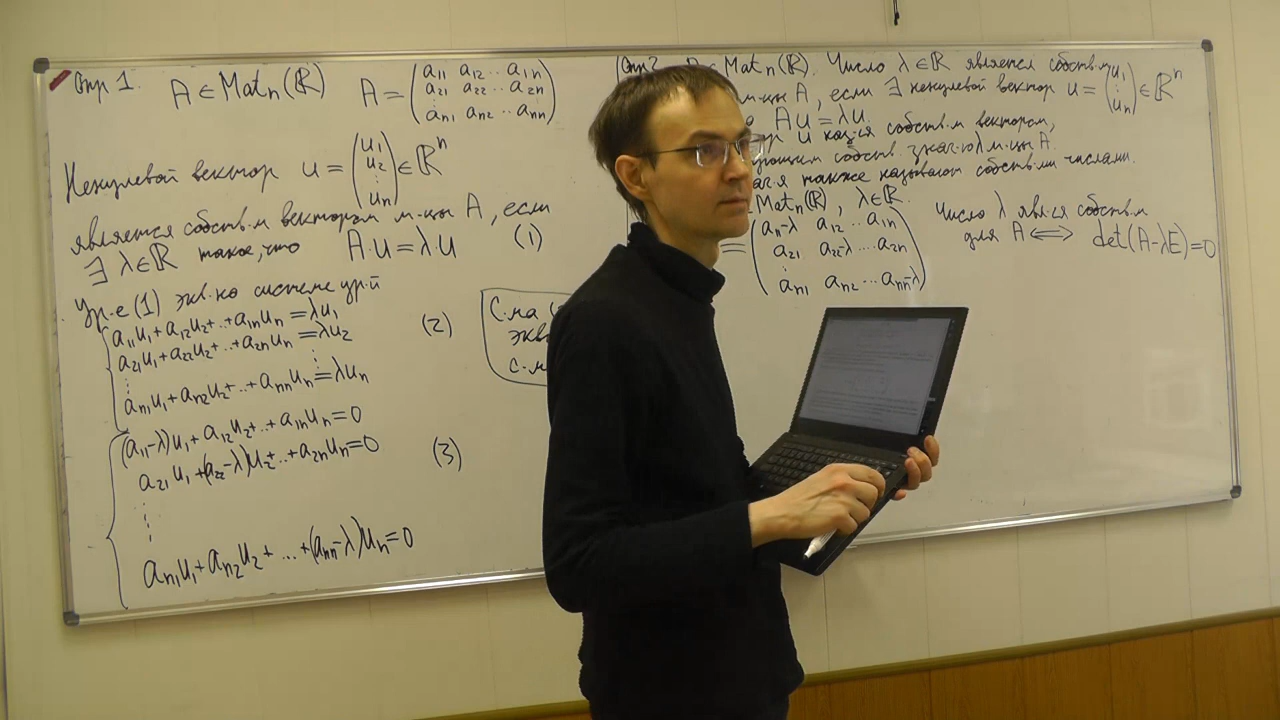 Опр 1. A ∈ Matₙ(ℝ) A = (a₁₁ a₁₂ .. a₁ₙ
a₂₁ a₂₂ ... a₂ₙ
⋮
aₙ₁ aₙ₂ .. aₙₙ)
Ненулевой вектор u = (u₁
u₂
⋮
uₙ) ∈ ℝⁿ
является собств-м вектором м-цы A, если
∃ λ∈ℝ такое, что A·u = λu (1)
Ур-е (1) экв-но системе ур-й
a₁₁u₁+a₁₂u₂+..+a₁ₙuₙ = λu₁
a₂₁u₁+a₂₂u₂+..+a₂ₙuₙ = λu₂ (2)
⋮
aₙ₁u₁+aₙ₂u₂+..+aₙₙuₙ = λuₙ
(a₁₁-λ)u₁+a₁₂u₂+..+a₁ₙuₙ=0
a₂₁u₁+(a₂₂-λ)u₂+..+a₂ₙuₙ=0 (3)
⋮
aₙ₁u₁+aₙ₂u₂+...+(aₙₙ-λ)uₙ=0
С-ма
экв
с-м
Опр 2. Matₙ(ℝ). Число λ∈ℝ является собств-м
м-цы A, если ∃ ненулевой вектор u = (u₁
⋮
uₙ) ∈ ℝⁿ
Au = λu.
u наз-ся собств-м вектором,
собств. знач-ю λ м-цы A.
также называют собств-ми числами.
Matₙ(ℝ), λ∈ℝ.
= (a₁₁-λ a₁₂ .. a₁ₙ
a₂₁ a₂₂-λ ... a₂ₙ
⋮
aₙ₁ aₙ₂ ... aₙₙ-λ)
Число λ явл-ся собств-м
для A ⟺ det(A-λE)=0